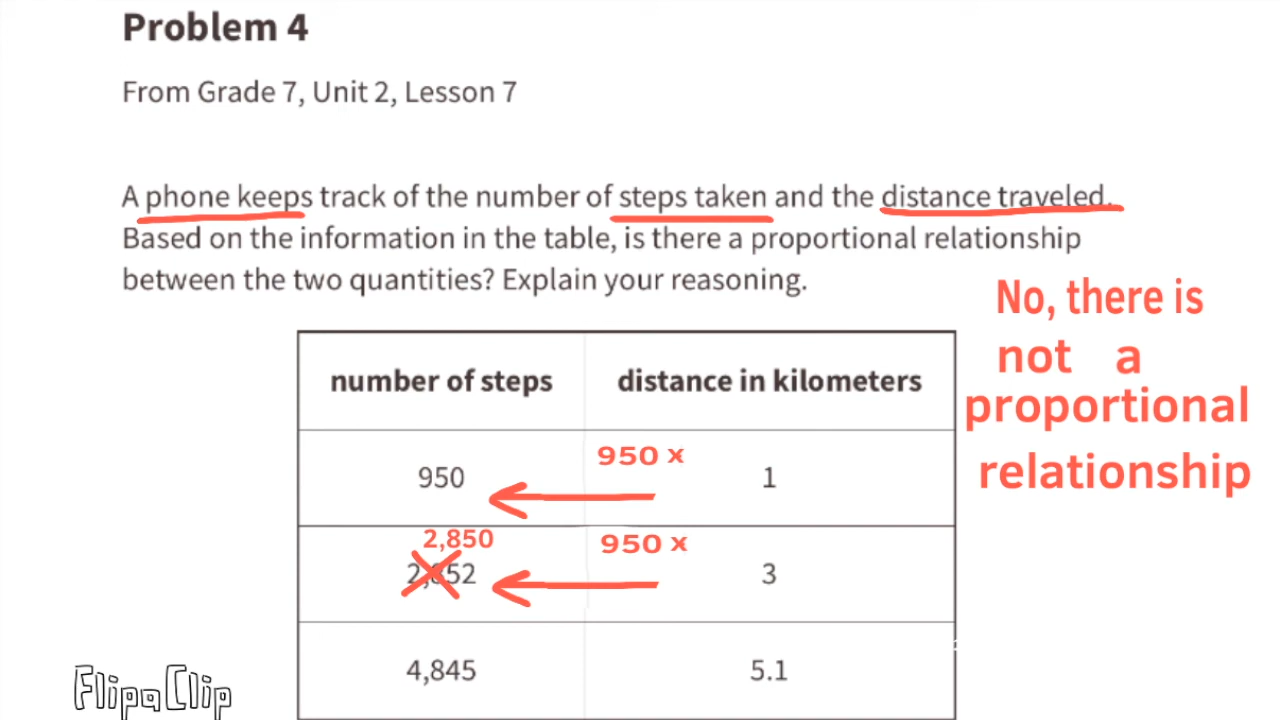 Problem 4
From Grade 7, Unit 2, Lesson 7
A phone keeps track of the number of steps taken and the distance traveled.
Based on the information in the table, is there a proportional relationship
between the two quantities? Explain your reasoning.
No, there is
not a
proportional
relationship
number of steps distance in kilometers
950 x
950 1
2,850 950 x
2,852 3
4,845 5.1
FlipaClip